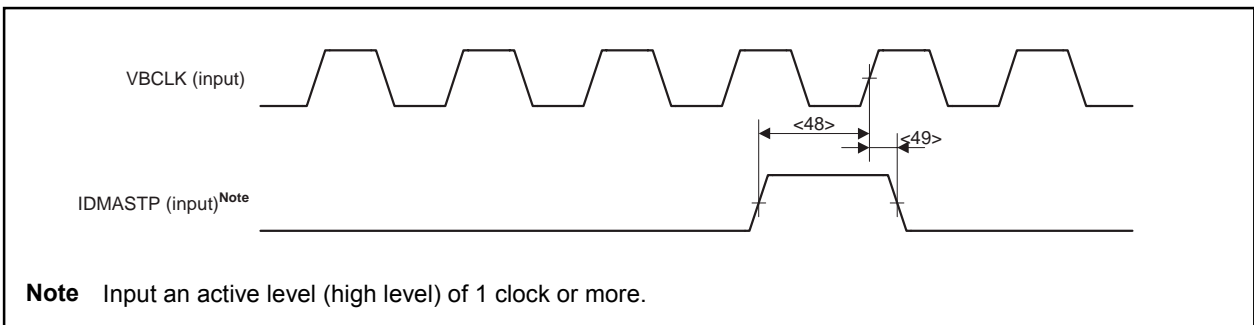 VBCLK (input)
<48>
<49>
IDMASTP (input)Note
Note Input an active level (high level) of 1 clock or more.